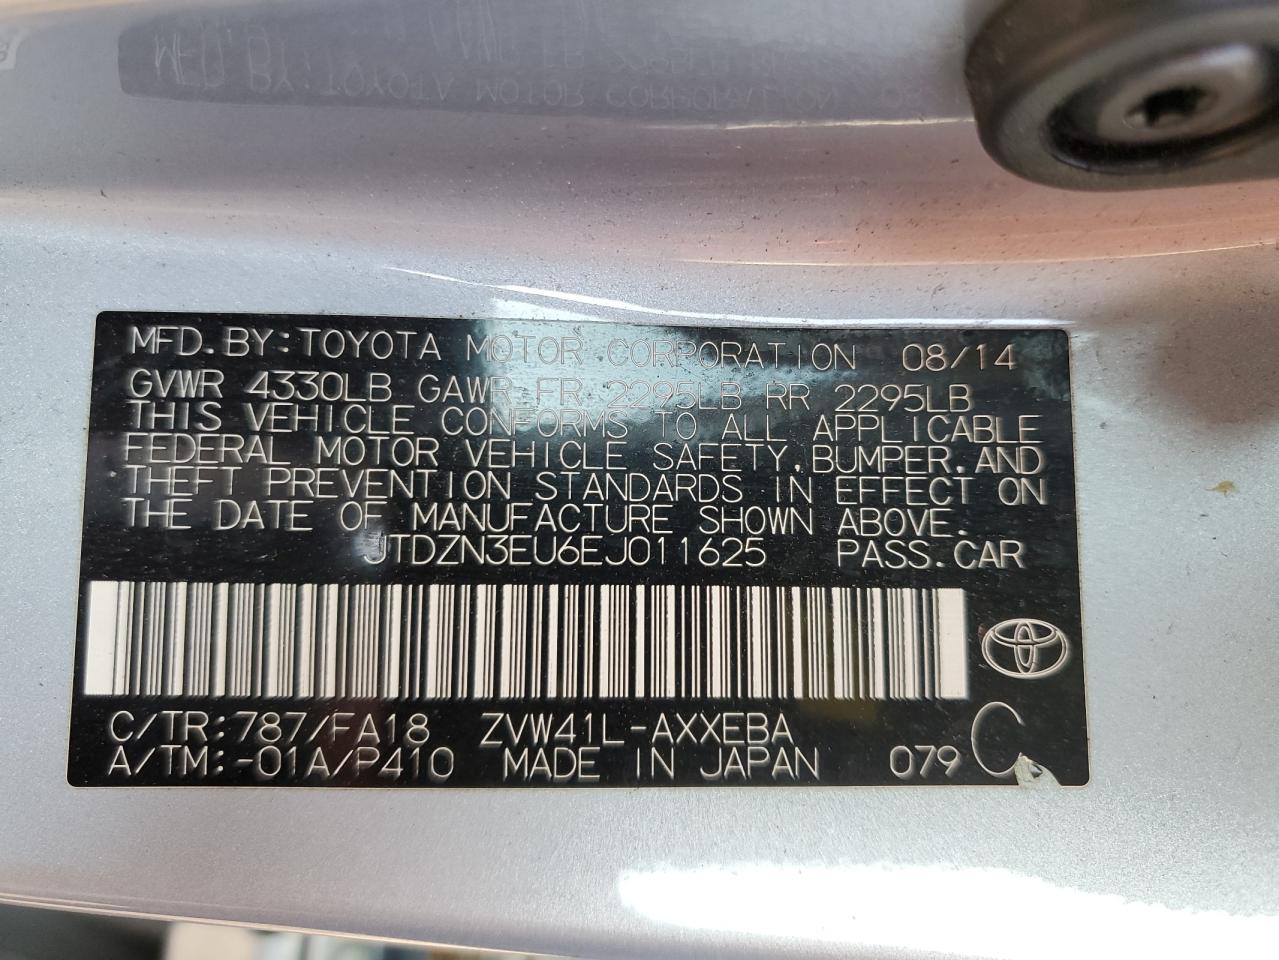 MFD.BY:TOYOTA MOTOR CORPORATION 08/14
GVWR 4330LB GAWR FR 2295LB RR 2295LB
THIS VEHICLE CONFORMS TO ALL APPLICABLE
FEDERAL MOTOR VEHICLE SAFETY,BUMPER,AND
THEFT PREVENTION STANDARDS IN EFFECT ON
THE DATE OF MANUFACTURE SHOWN ABOVE.
JTDZN3EU6EJ011625 PASS.CAR
C/TR:787/FA18 ZVW41L-AXXEBA
A/TM:-01A/P410 MADE IN JAPAN 079 C